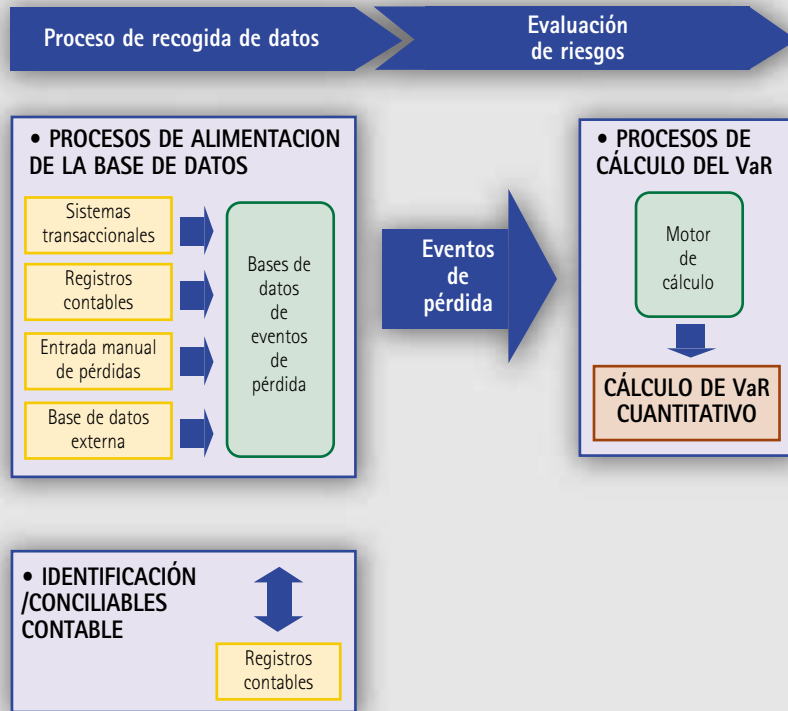 Proceso de recogida de datos
Evaluación
de riesgos
• PROCESOS DE ALIMENTACION
DE LA BASE DE DATOS
Sistemas
transaccionales
Registros
contables
Entrada manual
de pérdidas
Base de datos
externa
Bases de
datos
de
eventos
de
pérdida
Eventos
de
pérdida
• PROCESOS DE
CÁLCULO DEL VaR
Motor
de
cálculo
CÁLCULO DE VaR
CUANTITATIVO
• IDENTIFICACIÓN
/CONCILIABLES
CONTABLE
Registros
contables